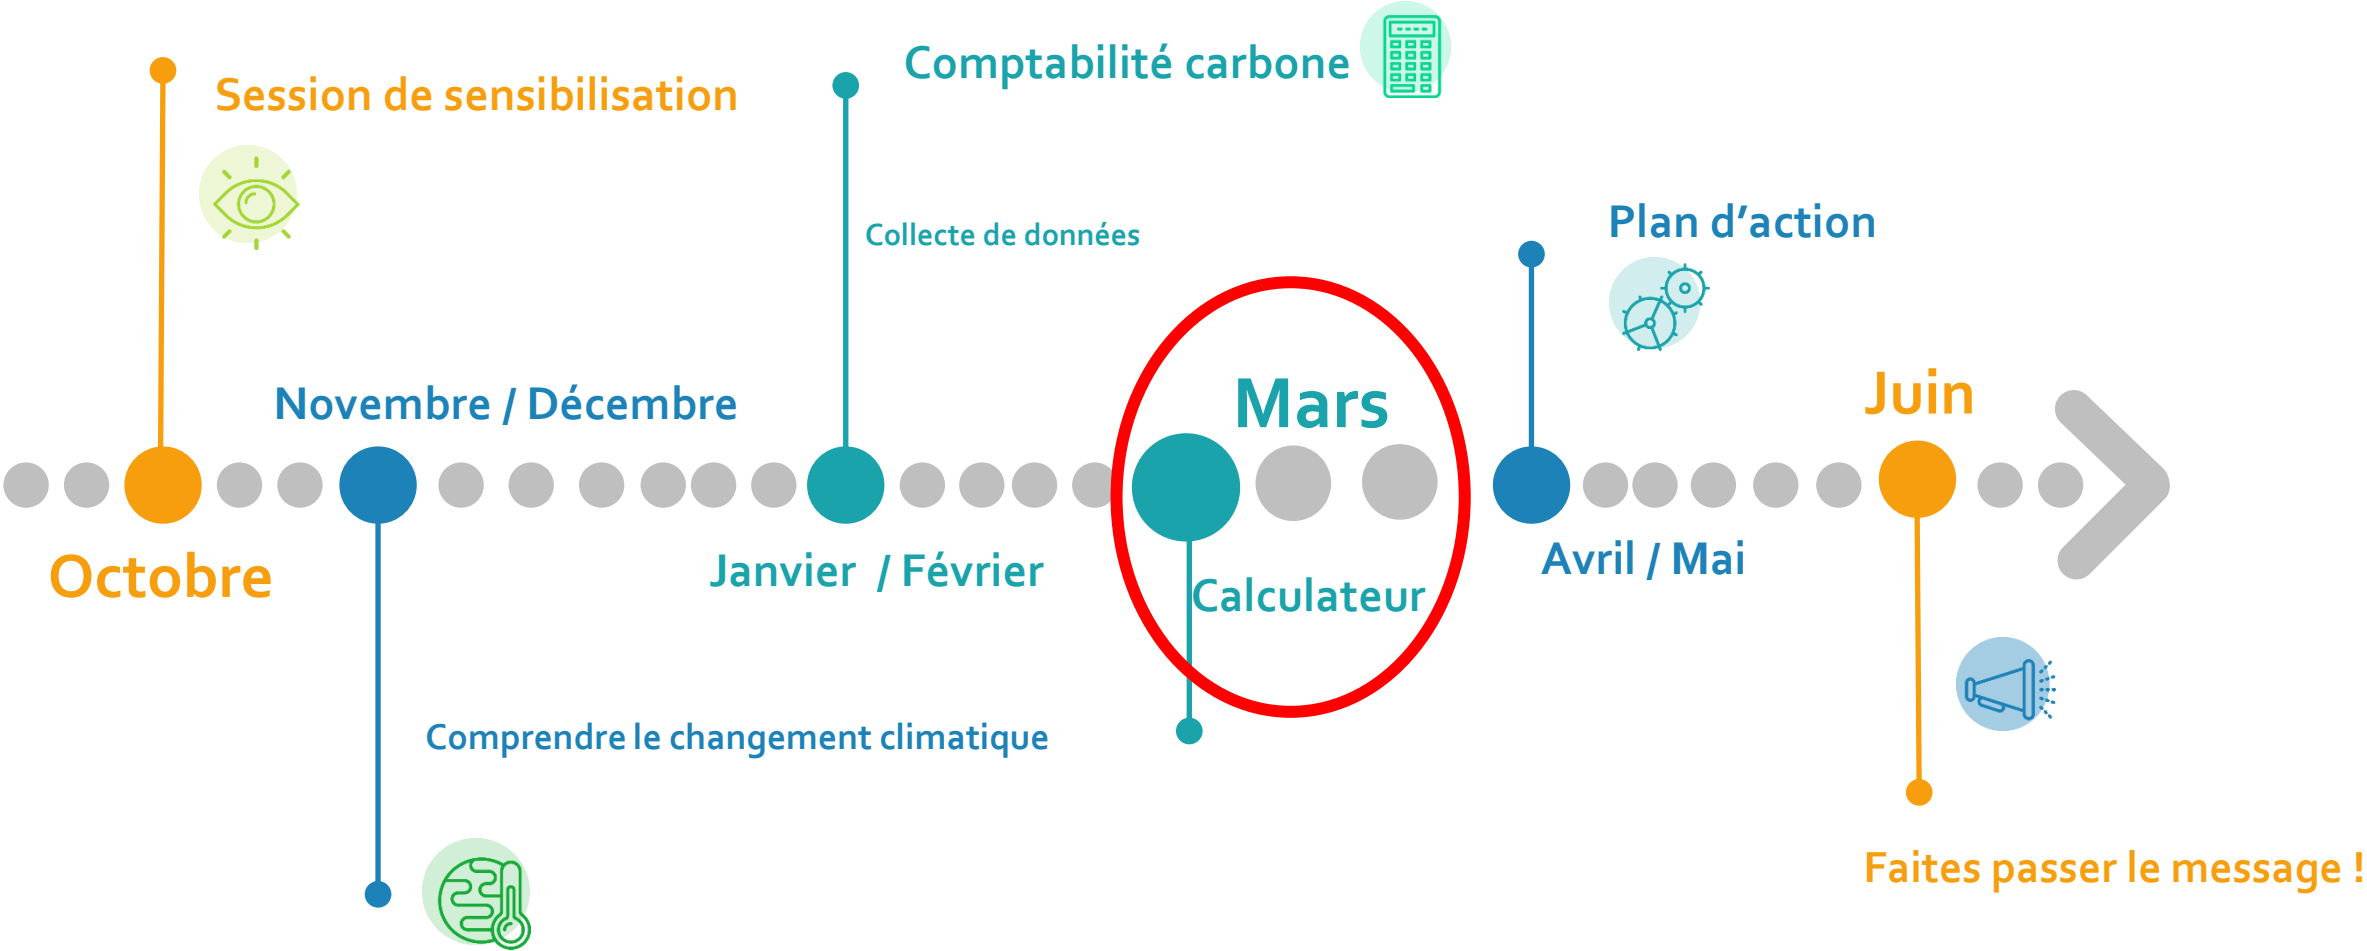 Comptabilité carbone
Session de sensibilisation
Plan d’action
Collecte de données
Juin
Mars
Novembre / Décembre
Avril / Mai
Janvier / Février
Octobre
Calculateur
Comprendre le changement climatique
Faites passer le message !